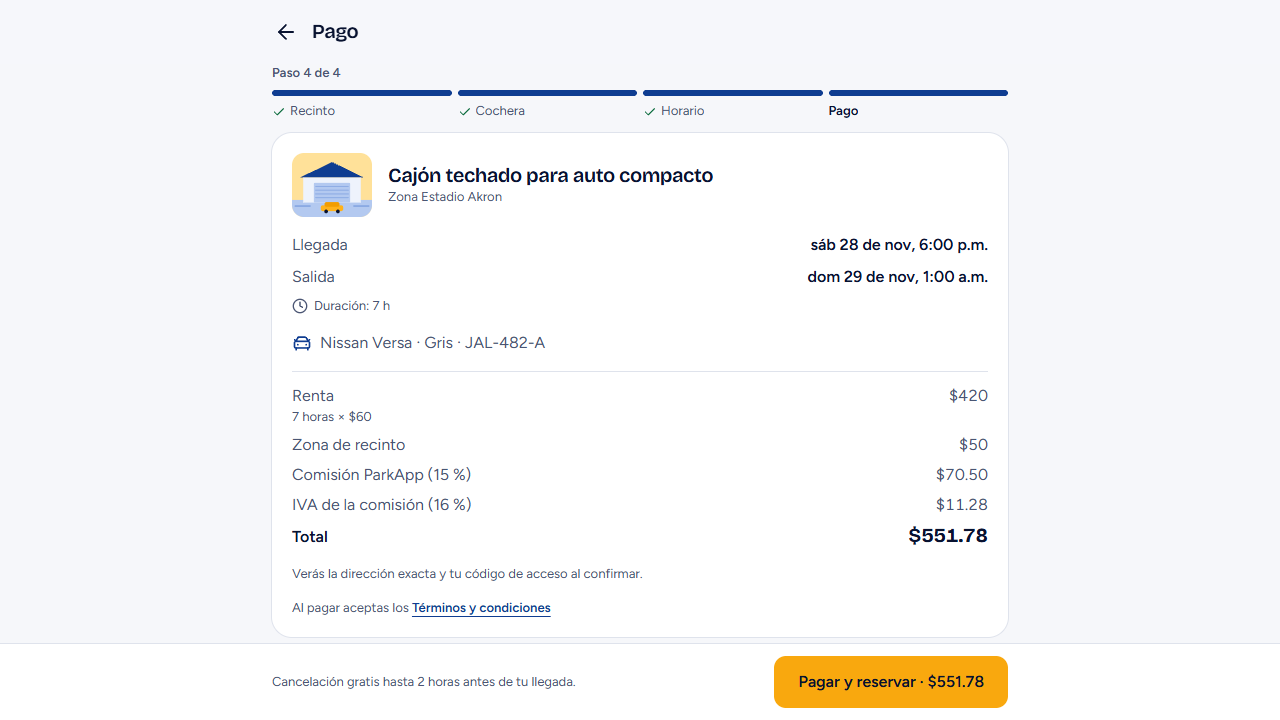 Pago
Paso 4 de 4
Recinto
Cochera
Horario
Pago
Cajón techado para auto compacto
Zona Estadio Akron
Llegada sáb 28 de nov, 6:00 p.m.
Salida dom 29 de nov, 1:00 a.m.
Duración: 7 h
Nissan Versa · Gris · JAL-482-A
Renta $420
7 horas × $60
Zona de recinto $50
Comisión ParkApp (15 %) $70.50
IVA de la comisión (16 %) $11.28
Total $551.78
Verás la dirección exacta y tu código de acceso al confirmar.
Al pagar aceptas los Términos y condiciones
Cancelación gratis hasta 2 horas antes de tu llegada.
Pagar y reservar · $551.78